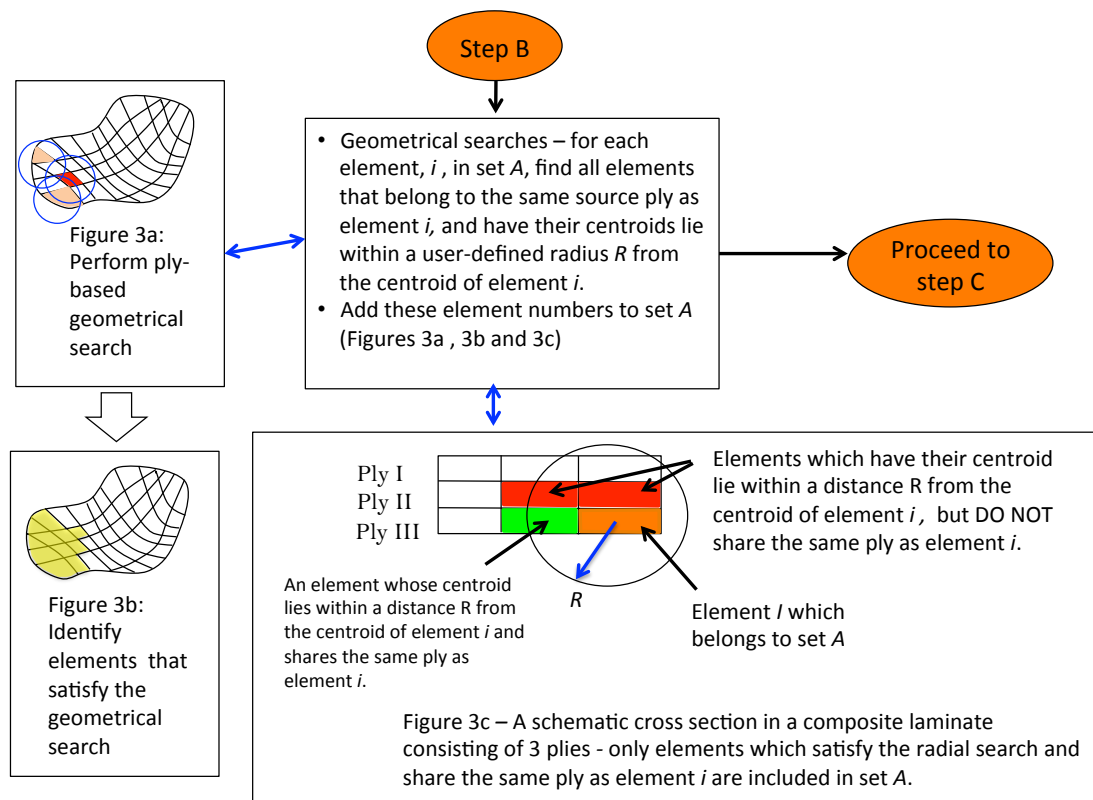 Step B
• Geometrical searches – for each
element, i , in set A, find all elements
that belong to the same source ply as
element i, and have their centroids lie
within a user-defined radius R from
the centroid of element i.
• Add these element numbers to set A
(Figures 3a , 3b and 3c)
Proceed to
step C
Figure 3a:
Perform ply-
based
geometrical
search
Figure 3b:
Identify
elements that
satisfy the
geometrical
search
Ply I
Ply II
Ply III
Elements which have their centroid
lie within a distance R from the
centroid of element i , but DO NOT
share the same ply as element i.
An element whose centroid
lies within a distance R from
the centroid of element i and
shares the same ply as
element i.
R
Element I which
belongs to set A
Figure 3c – A schematic cross section in a composite laminate
consisting of 3 plies - only elements which satisfy the radial search and
share the same ply as element i are included in set A.